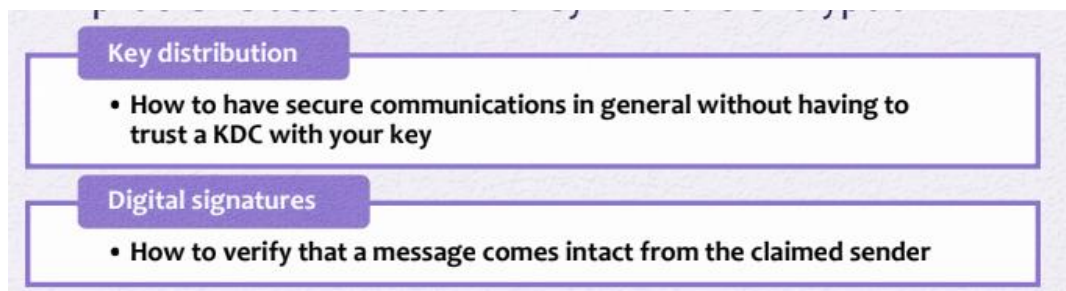 Key distribution
• How to have secure communications in general without having to
trust a KDC with your key
Digital signatures
• How to verify that a message comes intact from the claimed sender